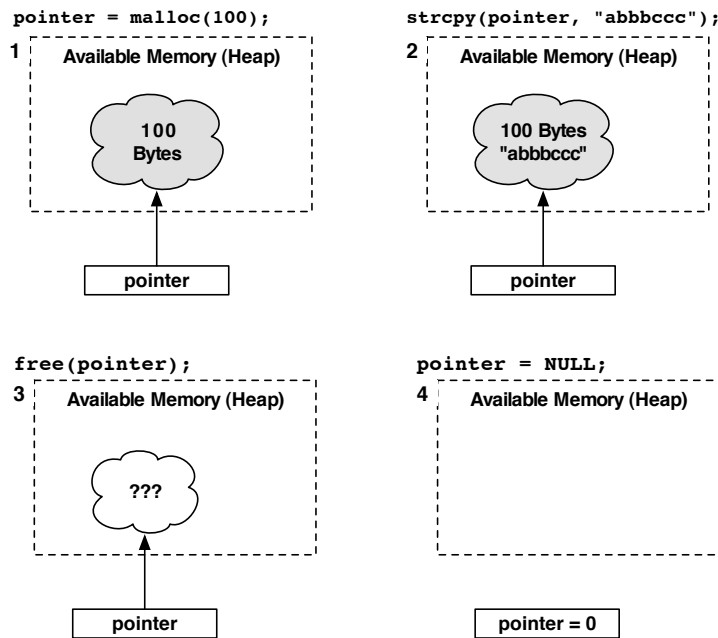 pointer = malloc(100);
1
Available Memory (Heap)
100
Bytes
pointer
strcpy(pointer, "abbbccc");
2
Available Memory (Heap)
100 Bytes
"abbbccc"
pointer
free(pointer);
3
Available Memory (Heap)
???
pointer
pointer = NULL;
4
Available Memory (Heap)
pointer = 0